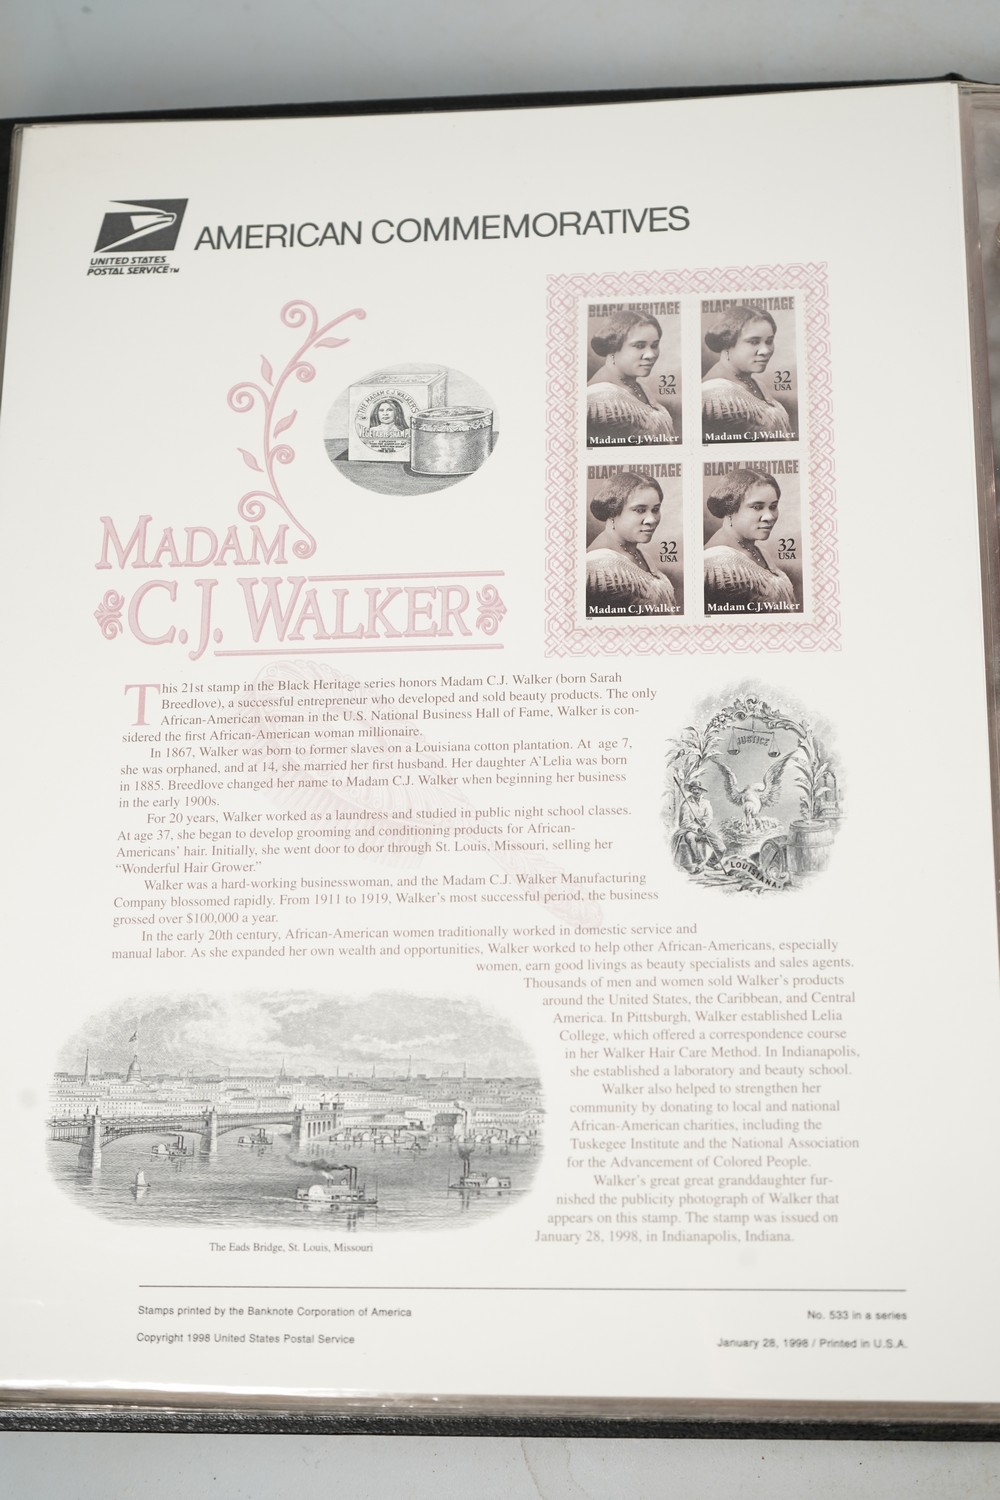 UNITED STATES
POSTAL SERVICE™
AMERICAN COMMEMORATIVES
THE MADAM C.J. WALKER'S
VEGETABLE SHAMPOO
BLACK HERITAGE
32
USA
Madam C.J.Walker
BLACK HERITAGE
32
USA
Madam C.J.Walker
BLACK HERITAGE
32
USA
Madam C.J.Walker
BLACK HERITAGE
32
USA
Madam C.J.Walker
MADAM
C.J. WALKER
This 21st stamp in the Black Heritage series honors Madam C.J. Walker (born Sarah
Breedlove), a successful entrepreneur who developed and sold beauty products. The only
African-American woman in the U.S. National Business Hall of Fame, Walker is con-
sidered the first African-American woman millionaire.
In 1867, Walker was born to former slaves on a Louisiana cotton plantation. At age 7,
she was orphaned, and at 14, she married her first husband. Her daughter A'Lelia was born
in 1885. Breedlove changed her name to Madam C.J. Walker when beginning her business
in the early 1900s.
For 20 years, Walker worked as a laundress and studied in public night school classes.
At age 37, she began to develop grooming and conditioning products for African-
Americans' hair. Initially, she went door to door through St. Louis, Missouri, selling her
“Wonderful Hair Grower.”
Walker was a hard-working businesswoman, and the Madam C.J. Walker Manufacturing
Company blossomed rapidly. From 1911 to 1919, Walker's most successful period, the business
grossed over $100,000 a year.
In the early 20th century, African-American women traditionally worked in domestic service and
manual labor. As she expanded her own wealth and opportunities, Walker worked to help other African-Americans, especially
women, earn good livings as beauty specialists and sales agents.
Thousands of men and women sold Walker's products
around the United States, the Caribbean, and Central
America. In Pittsburgh, Walker established Lelia
College, which offered a correspondence course
in her Walker Hair Care Method. In Indianapolis,
she established a laboratory and beauty school.
Walker also helped to strengthen her
community by donating to local and national
African-American charities, including the
Tuskegee Institute and the National Association
for the Advancement of Colored People.
Walker's great great granddaughter fur-
nished the publicity photograph of Walker that
appears on this stamp. The stamp was issued on
January 28, 1998, in Indianapolis, Indiana.
JUSTICE
LOUISIANA
The Eads Bridge, St. Louis, Missouri
Stamps printed by the Banknote Corporation of America
Copyright 1998 United States Postal Service
No. 533 in a series
January 28, 1998 / Printed in U.S.A.